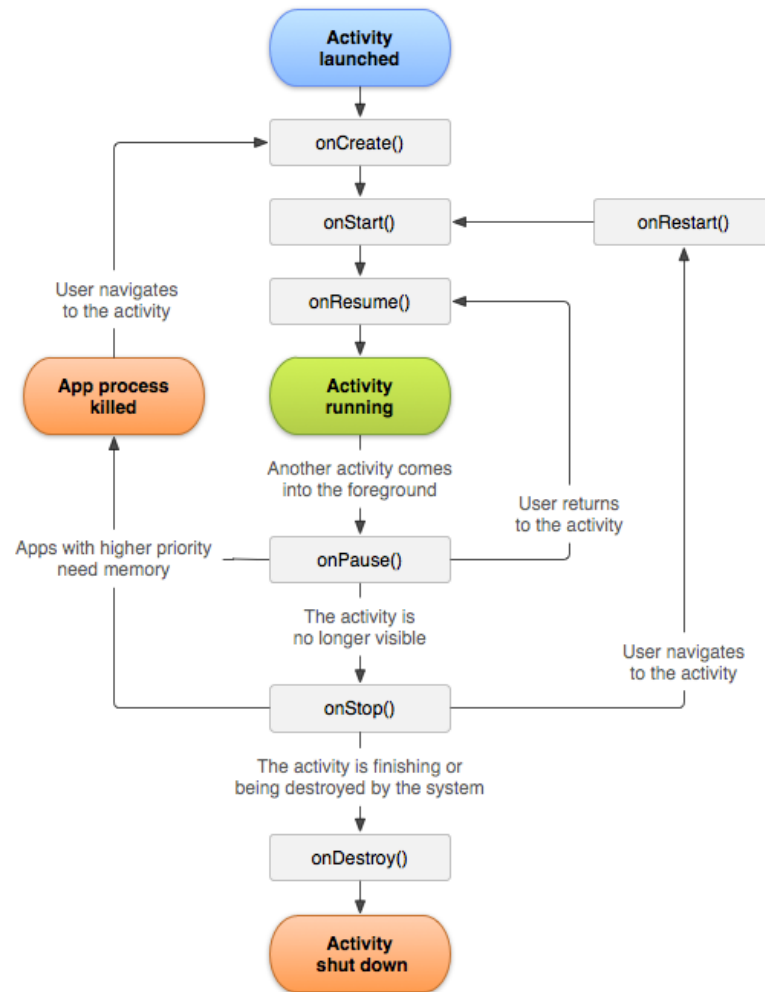 Activity
launched
onCreate()
onStart()
onRestart()
User navigates
to the activity
onResume()
App process
killed
Activity
running
Another activity comes
into the foreground
User returns
to the activity
Apps with higher priority
need memory
onPause()
The activity is
no longer visible
User navigates
to the activity
onStop()
The activity is finishing or
being destroyed by the system
onDestroy()
Activity
shut down